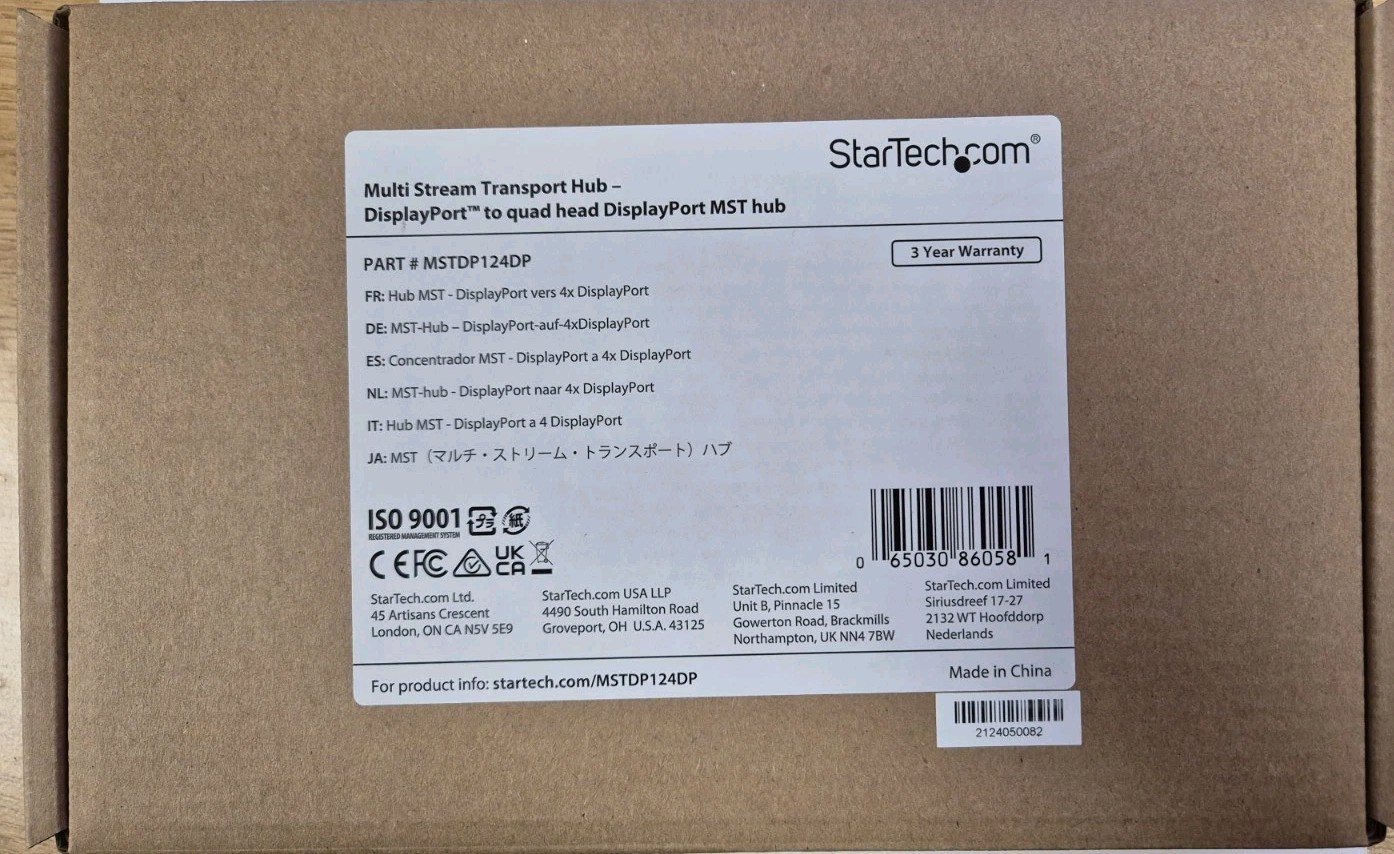 StarTech.com®
Multi Stream Transport Hub –
DisplayPort™ to quad head DisplayPort MST hub
3 Year Warranty
PART # MSTDP124DP
FR: Hub MST - DisplayPort vers 4x DisplayPort
DE: MST-Hub – DisplayPort-auf-4xDisplayPort
ES: Concentrador MST - DisplayPort a 4x DisplayPort
NL: MST-hub - DisplayPort naar 4x DisplayPort
IT: Hub MST - DisplayPort a 4 DisplayPort
JA: MST（マルチ・ストリーム・トランスポート）ハブ
ISO 9001 プラ 紙
REGISTERED MANAGEMENT SYSTEM
CE FC UK
CA
0 65030 86058 1
StarTech.com Ltd.
45 Artisans Crescent
London, ON CA N5V 5E9
StarTech.com USA LLP
4490 South Hamilton Road
Groveport, OH U.S.A. 43125
StarTech.com Limited
Unit B, Pinnacle 15
Gowerton Road, Brackmills
Northampton, UK NN4 7BW
StarTech.com Limited
Siriusdreef 17-27
2132 WT Hoofddorp
Nederlands
For product info: startech.com/MSTDP124DP
Made in China
2124050082